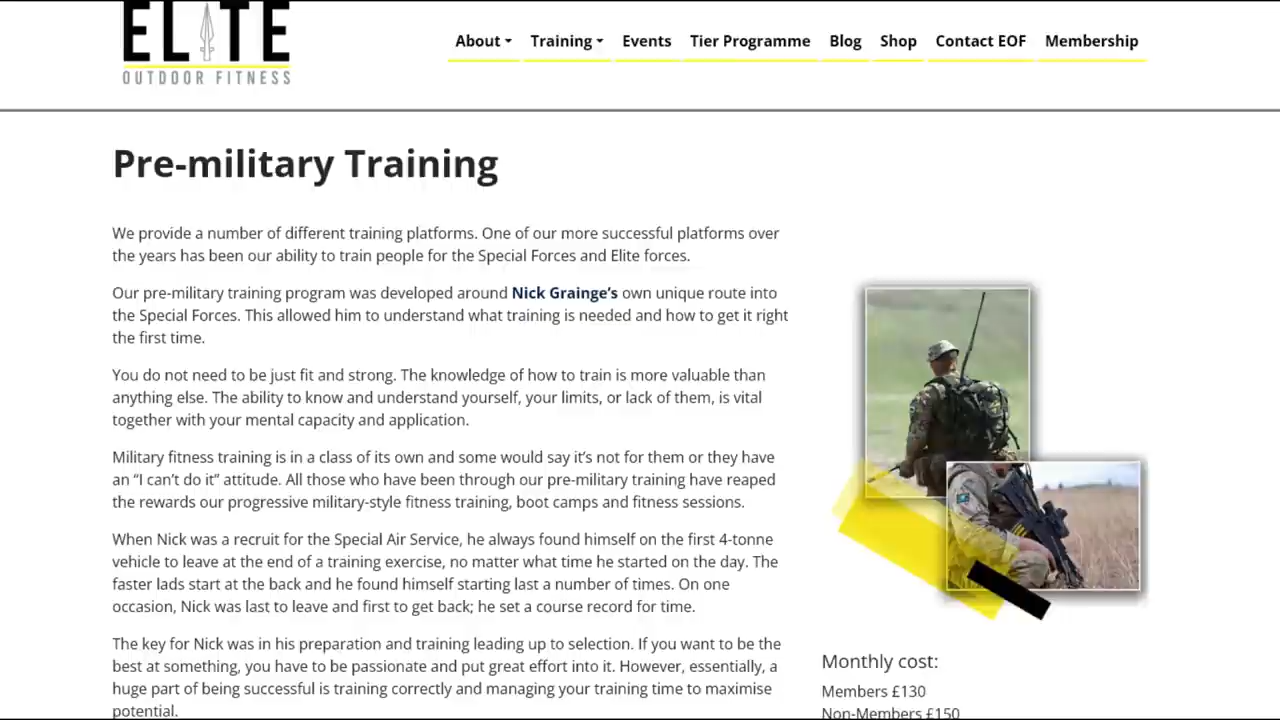 ELITE
OUTDOOR FITNESS
About
Training
Events
Tier Programme
Blog
Shop
Contact EOF
Membership
Pre-military Training
We provide a number of different training platforms. One of our more successful platforms over
the years has been our ability to train people for the Special Forces and Elite forces.
Our pre-military training program was developed around Nick Grainge’s own unique route into
the Special Forces. This allowed him to understand what training is needed and how to get it right
the first time.
You do not need to be just fit and strong. The knowledge of how to train is more valuable than
anything else. The ability to know and understand yourself, your limits, or lack of them, is vital
together with your mental capacity and application.
Military fitness training is in a class of its own and some would say it’s not for them or they have
an “I can’t do it” attitude. All those who have been through our pre-military training have reaped
the rewards our progressive military-style fitness training, boot camps and fitness sessions.
When Nick was a recruit for the Special Air Service, he always found himself on the first 4-tonne
vehicle to leave at the end of a training exercise, no matter what time he started on the day. The
faster lads start at the back and he found himself starting last a number of times. On one
occasion, Nick was last to leave and first to get back; he set a course record for time.
The key for Nick was in his preparation and training leading up to selection. If you want to be the
best at something, you have to be passionate and put great effort into it. However, essentially, a
huge part of being successful is training correctly and managing your training time to maximise
potential.
Monthly cost:
Members £130
Non-Members £150